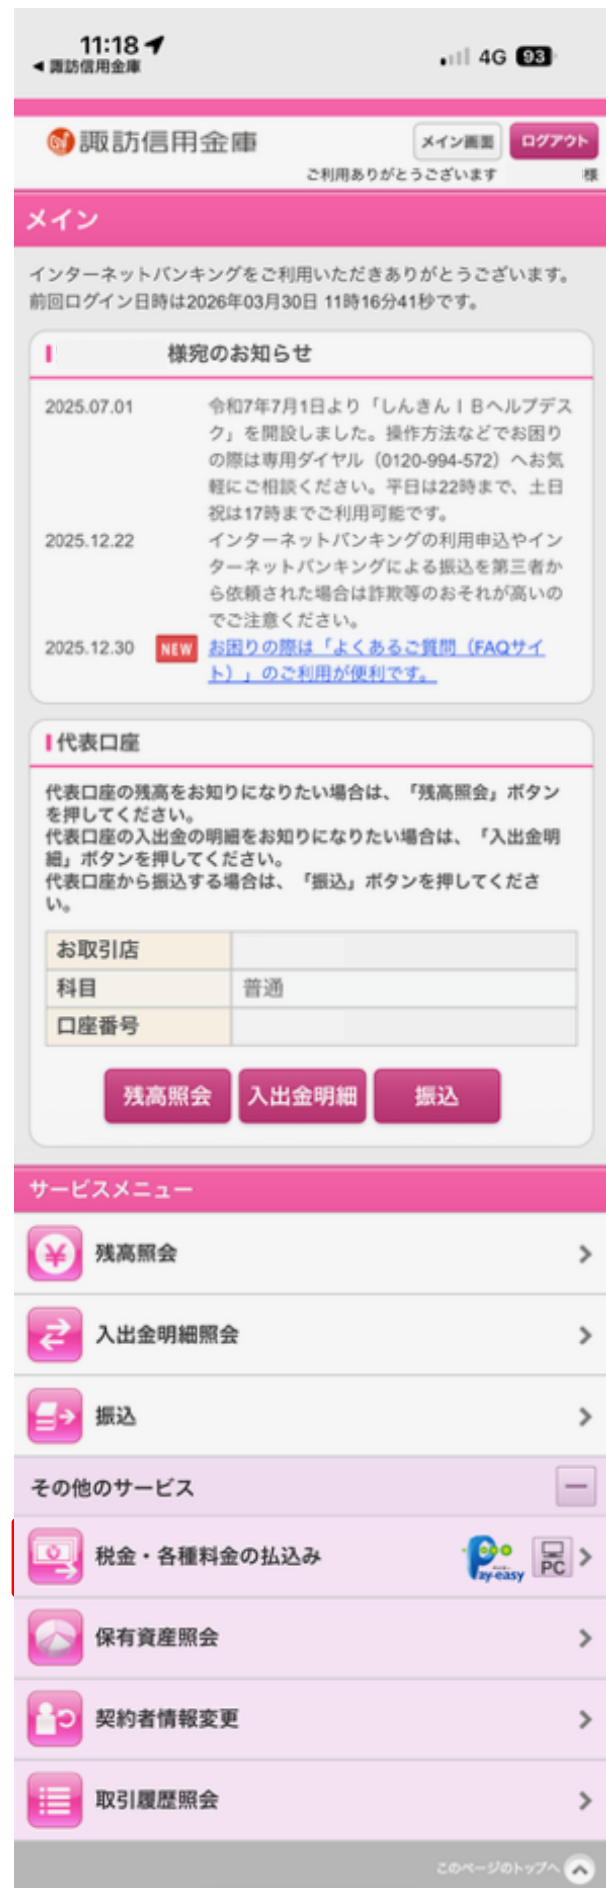 11:18
◀ 諏訪信用金庫
4G 93
諏訪信用金庫
メイン画面
ログアウト
ご利用ありがとうございます 様
メイン
インターネットバンキングをご利用いただきありがとうございます。
前回ログイン日時は2026年03月30日 11時16分41秒です。
様宛のお知らせ
2025.07.01 令和7年7月1日より「しんきんIBヘルプデス
ク」を開設しました。操作方法などでお困り
の際は専用ダイヤル（0120-994-572）へお気
軽にご相談ください。平日は22時まで、土日
祝は17時までご利用可能です。
2025.12.22 インターネットバンキングの利用申込やイン
ターネットバンキングによる振込を第三者か
ら依頼された場合は詐欺等のおそれが高いの
でご注意ください。
2025.12.30 NEW お困りの際は「よくあるご質問（FAQサイ
ト）」のご利用が便利です。
代表口座
代表口座の残高をお知りになりたい場合は、「残高照会」ボタン
を押してください。
代表口座の入出金の明細をお知りになりたい場合は、「入出金明
細」ボタンを押してください。
代表口座から振込する場合は、「振込」ボタンを押してくださ
い。
お取引店
科目 普通
口座番号
残高照会 入出金明細 振込
サービスメニュー
残高照会
入出金明細照会
振込
その他のサービス
税金・各種料金の払込み Pay-easy PC
保有資産照会
契約者情報変更
取引履歴照会
このページのトップへ